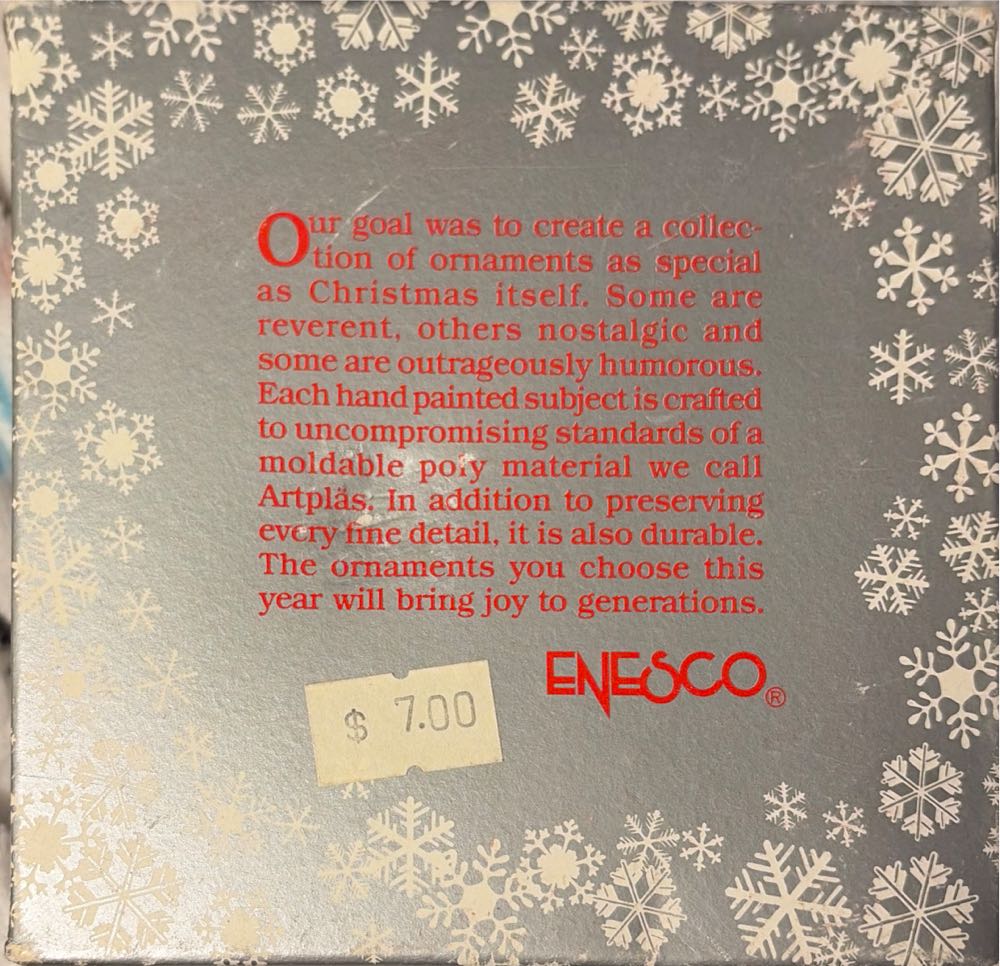 Our goal was to create a collec-
tion of ornaments as special
as Christmas itself. Some are
reverent, others nostalgic and
some are outrageously humorous.
Each hand painted subject is crafted
to uncompromising standards of a
moldable poly material we call
Artpläs. In addition to preserving
every fine detail, it is also durable.
The ornaments you choose this
year will bring joy to generations.
ENESCO®
$ 7.00